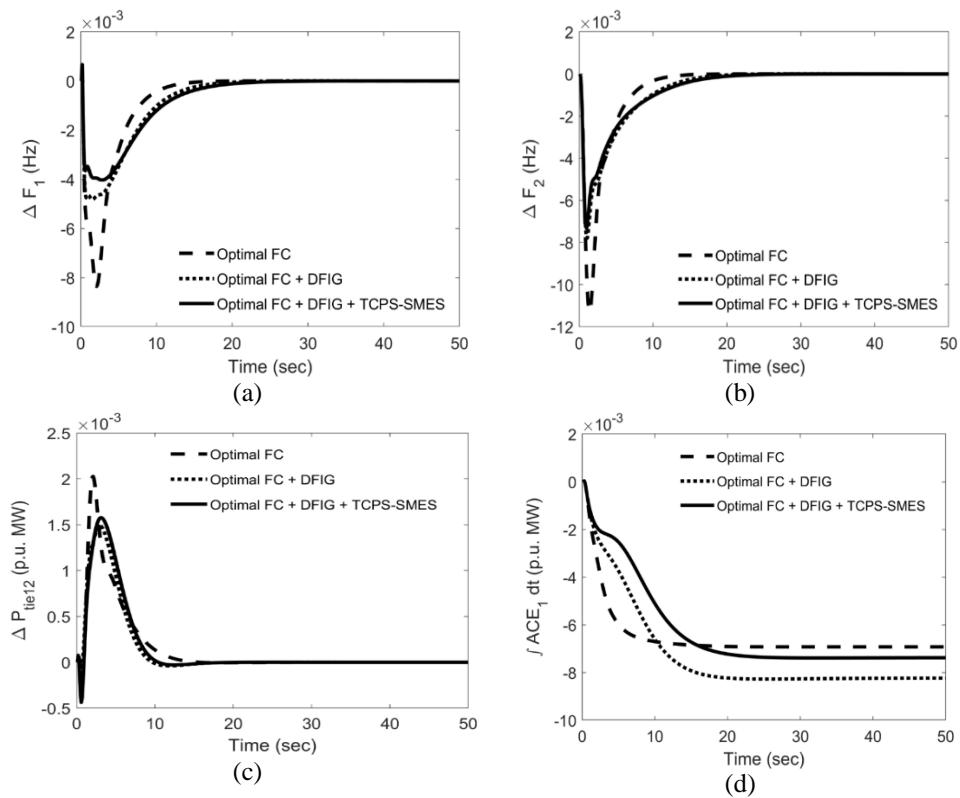 ×10⁻³
2
0
-2
-4
-6
-8
-10
Δ F₁ (Hz)
Optimal FC
Optimal FC + DFIG
Optimal FC + DFIG + TCPS-SMES
0 10 20 30 40 50
Time (sec)
(a)
×10⁻³
2
0
-2
-4
-6
-8
-10
-12
Δ F₂ (Hz)
Optimal FC
Optimal FC + DFIG
Optimal FC + DFIG + TCPS-SMES
0 10 20 30 40 50
Time (sec)
(b)
×10⁻³
2.5
2
1.5
1
0.5
0
-0.5
Δ P_tie12 (p.u. MW)
Optimal FC
Optimal FC + DFIG
Optimal FC + DFIG + TCPS-SMES
0 10 20 30 40 50
Time (sec)
(c)
×10⁻³
2
0
-2
-4
-6
-8
-10
∫ ACE₁ dt (p.u. MW)
Optimal FC
Optimal FC + DFIG
Optimal FC + DFIG + TCPS-SMES
0 10 20 30 40 50
Time (sec)
(d)